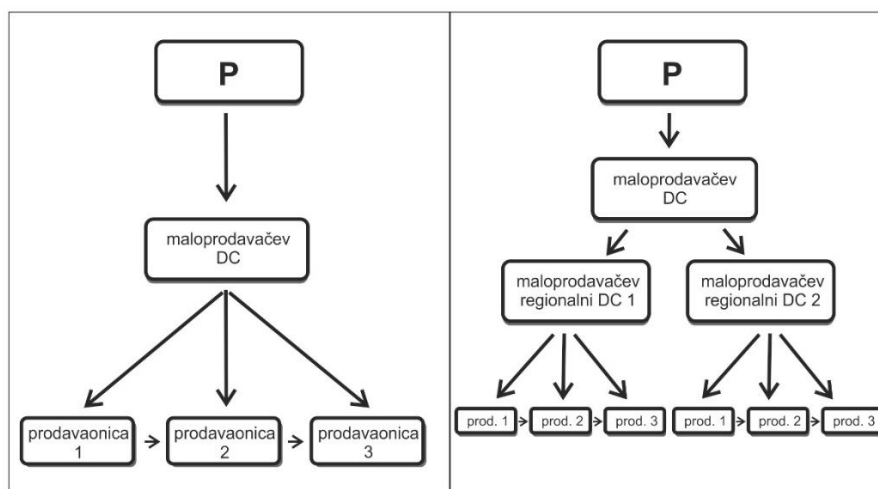 P
maloprodavačev
DC
prodavaonica
1
prodavaonica
2
prodavaonica
3
P
maloprodavačev
DC
maloprodavačev
regionalni DC 1
maloprodavačev
regionalni DC 2
prod. 1
prod. 2
prod. 3
prod. 1
prod. 2
prod. 3